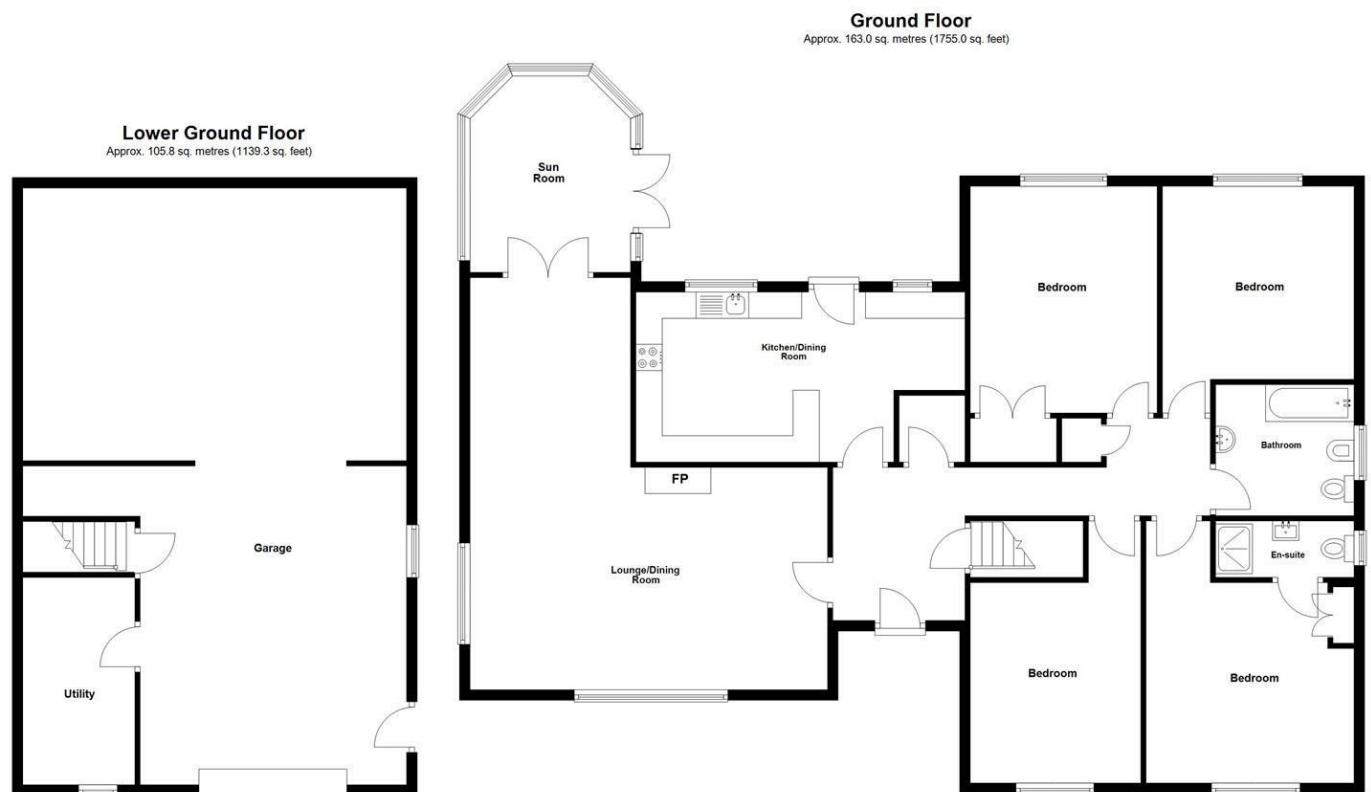 Ground Floor
Approx. 163.0 sq. metres (1755.0 sq. feet)
Lower Ground Floor
Approx. 105.8 sq. metres (1139.3 sq. feet)
Sun
Room
Bedroom
Bedroom
Kitchen/Dining
Room
Bathroom
FP
Garage
En-suite
Lounge/Dining
Room
Bedroom
Bedroom
Utility